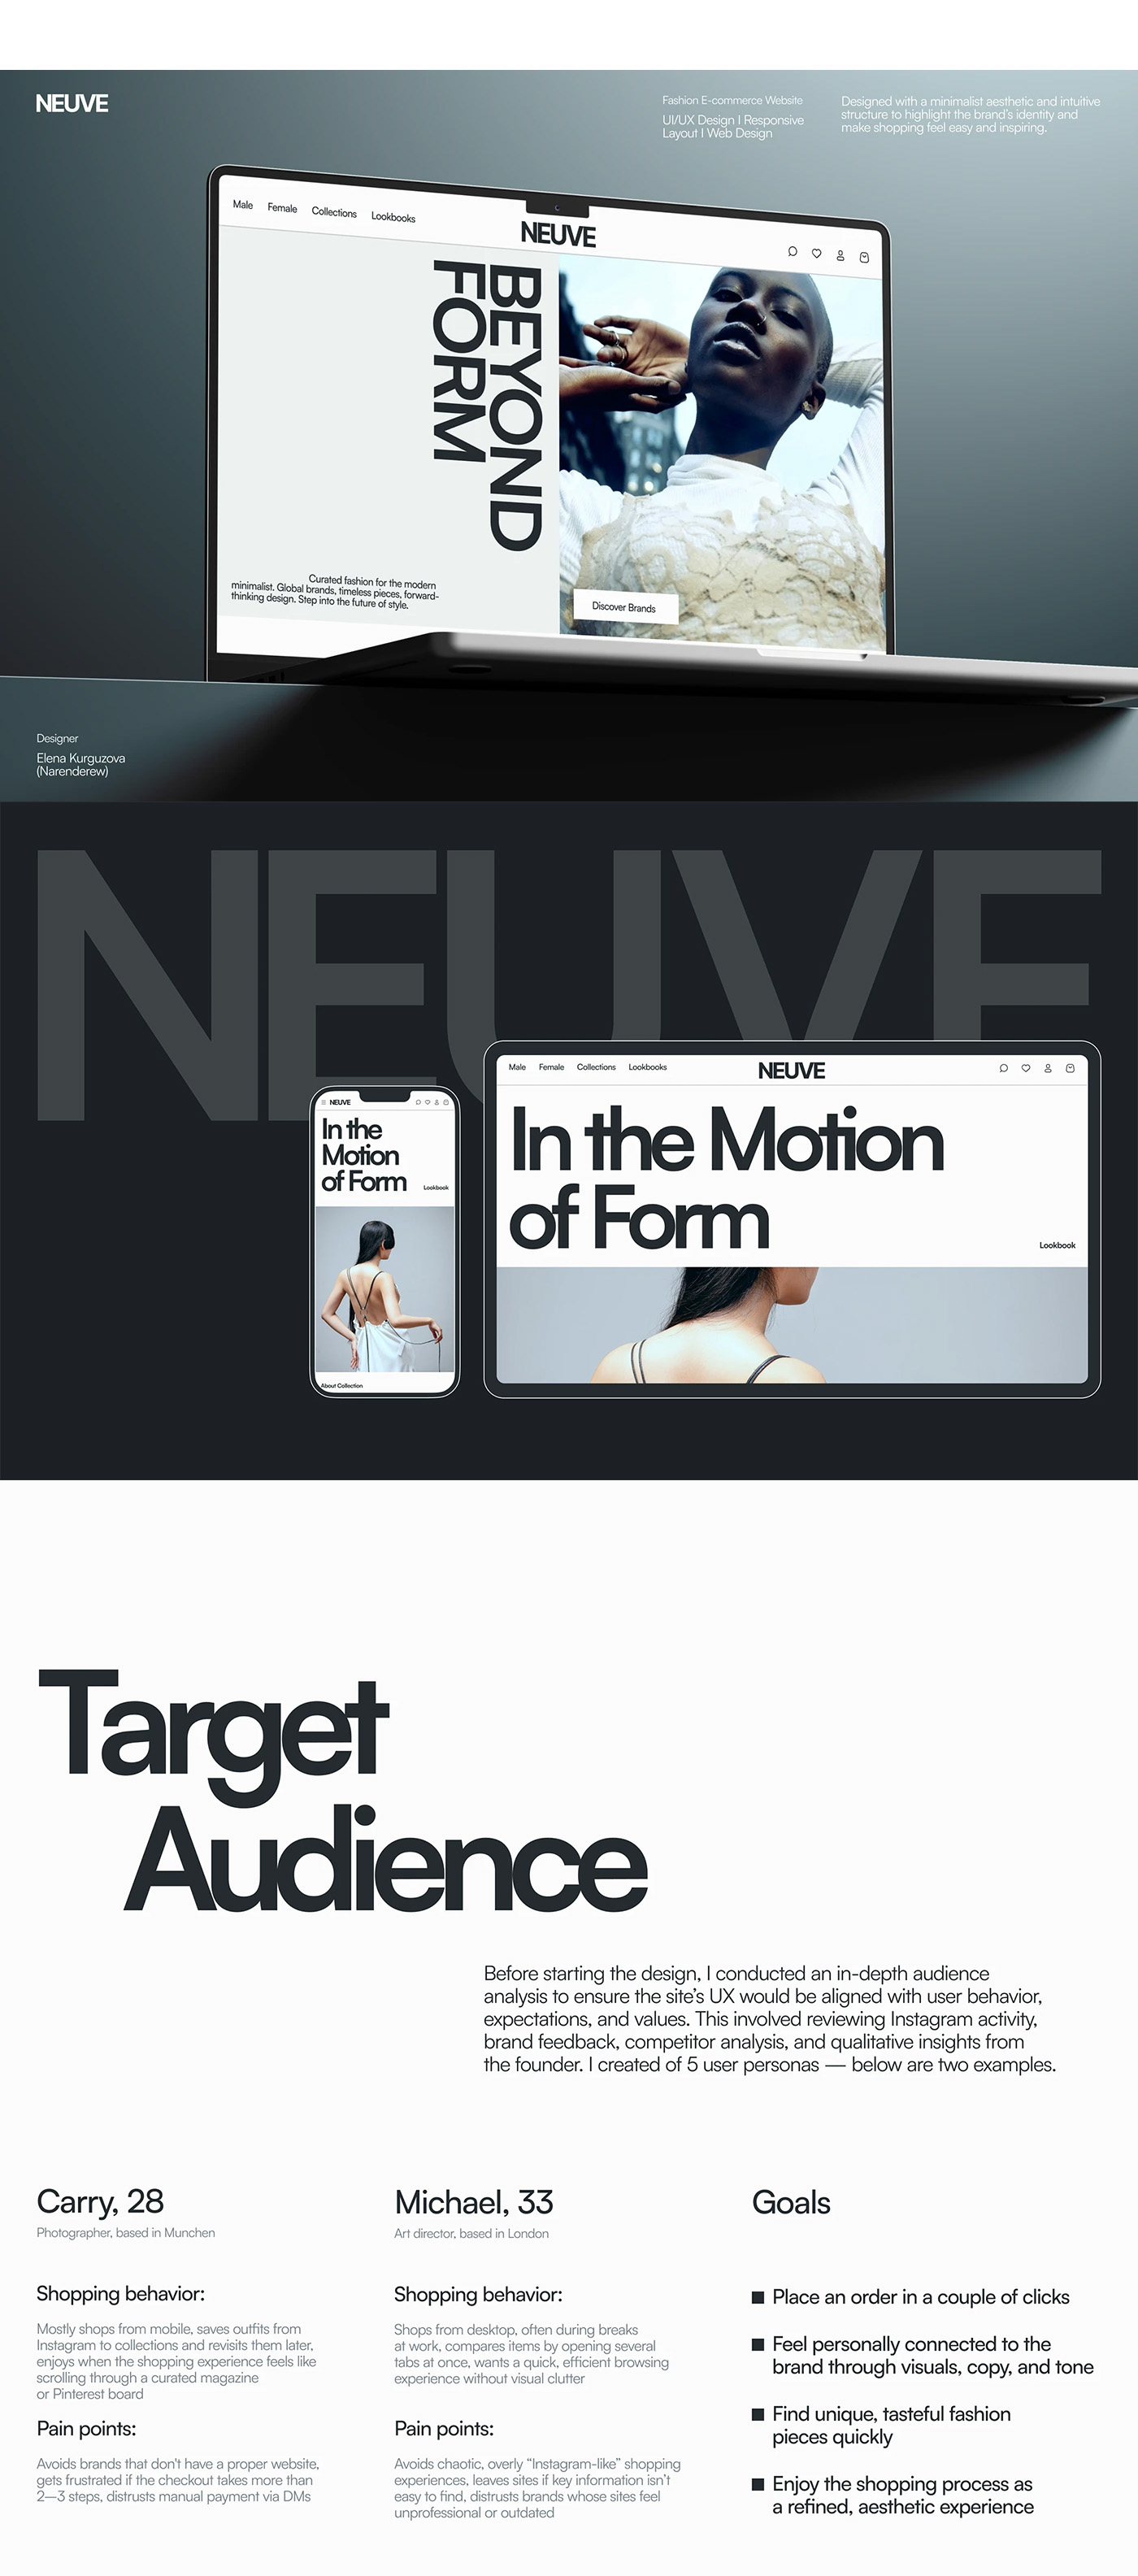 NEUVE
Fashion E-commerce Website
UI/UX Design I Responsive
Layout I Web Design
Designed with a minimalist aesthetic and intuitive
structure to highlight the brand's identity and
make shopping feel easy and inspiring.
Male Female Collections Lookbooks
NEUVE
BEYOND
FORM
Curated fashion for the modern
minimalist. Global brands, timeless pieces, forward-
thinking design. Step into the future of style.
Discover Brands
Designer
Elena Kurguzova
(Narenderew)
NEUVE
NEUVE
In the
Motion
of Form
Lookbook
About Collection
Male Female Collections Lookbooks
NEUVE
In the Motion
of Form
Lookbook
Target
Audience
Before starting the design, I conducted an in-depth audience
analysis to ensure the site's UX would be aligned with user behavior,
expectations, and values. This involved reviewing Instagram activity,
brand feedback, competitor analysis, and qualitative insights from
the founder. I created of 5 user personas — below are two examples.
Carry, 28
Photographer, based in Munchen
Shopping behavior:
Mostly shops from mobile, saves outfits from
Instagram to collections and revisits them later,
enjoys when the shopping experience feels like
scrolling through a curated magazine
or Pinterest board
Pain points:
Avoids brands that don't have a proper website,
gets frustrated if the checkout takes more than
2—3 steps, distrusts manual payment via DMs
Michael, 33
Art director, based in London
Shopping behavior:
Shops from desktop, often during breaks
at work, compares items by opening several
tabs at once, wants a quick, efficient browsing
experience without visual clutter
Pain points:
Avoids chaotic, overly “Instagram-like” shopping
experiences, leaves sites if key information isn't
easy to find, distrusts brands whose sites feel
unprofessional or outdated
Goals
Place an order in a couple of clicks
Feel personally connected to the
brand through visuals, copy, and tone
Find unique, tasteful fashion
pieces quickly
Enjoy the shopping process as
a refined, aesthetic experience